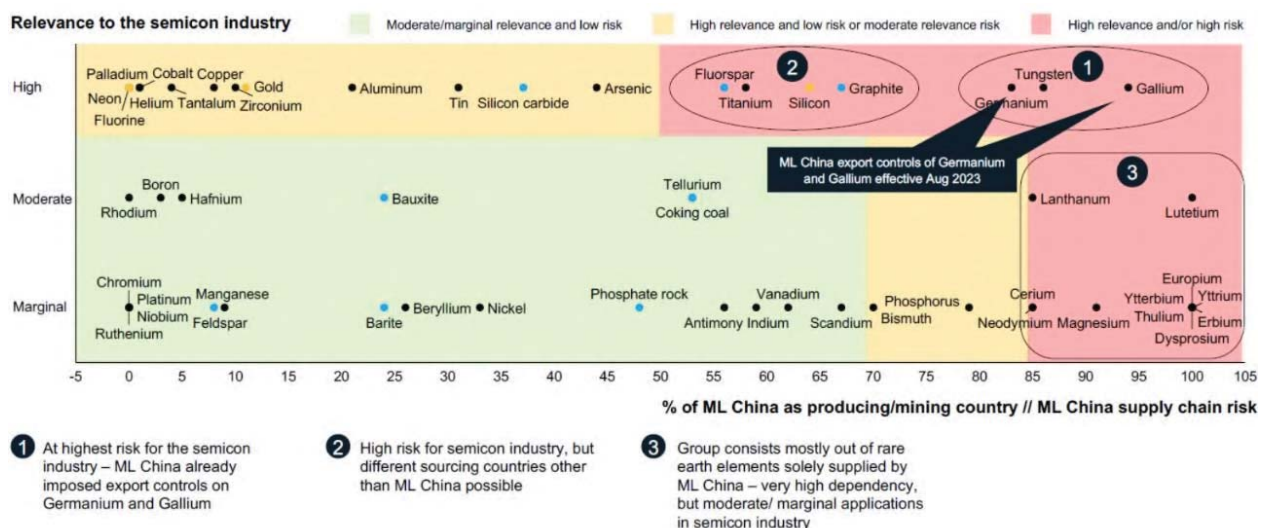 Relevance to the semicon industry
Moderate/marginal relevance and low risk
High relevance and low risk or moderate relevance risk
High relevance and/or high risk
High
Palladium
Cobalt
Copper
Gold
Neon
Helium
Tantalum
Zirconium
Fluorine
Aluminum
Tin
Silicon carbide
Arsenic
2
Fluorspar
Titanium
Silicon
Graphite
1
Tungsten
Germanium
Gallium
ML China export controls of Germanium
and Gallium effective Aug 2023
3
Moderate
Boron
Rhodium
Hafnium
Bauxite
Tellurium
Coking coal
Lanthanum
Lutetium
Marginal
Chromium
Platinum
Niobium
Ruthenium
Manganese
Feldspar
Barite
Beryllium
Nickel
Phosphate rock
Antimony
Indium
Vanadium
Scandium
Phosphorus
Bismuth
Cerium
Neodymium
Magnesium
Europium
Ytterbium
Yttrium
Thulium
Erbium
Dysprosium
-5 0 5 10 15 20 25 30 35 40 45 50 55 60 65 70 75 80 85 90 95 100 105
% of ML China as producing/mining country // ML China supply chain risk
1
At highest risk for the semicon
industry – ML China already
imposed export controls on
Germanium and Gallium
2
High risk for semicon industry, but
different sourcing countries other
than ML China possible
3
Group consists mostly out of rare
earth elements solely supplied by
ML China – very high dependency,
but moderate/ marginal applications
in semicon industry